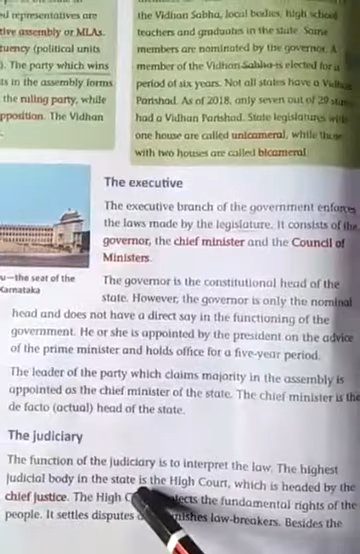 ed representatives are
tive assembly or MLAs.
tuency (political units
). The party which wins
ts in the assembly forms
the ruling party, while
pposition. The Vidhan
the Vidhan Sabha, local bodies, high school
teachers and graduates in the state. Some
members are nominated by the governor. A
member of the Vidhan Sabha is elected for a
period of six years. Not all states have a Vidhan
Parishad. As of 2018, only seven out of 29 states
had a Vidhan Parishad. State legislatures with
one house are called unicameral, while those
with two houses are called bicameral.
u—the seat of the
Karnataka
The executive
The executive branch of the government enforces
the laws made by the legislature. It consists of the
governor, the chief minister and the Council of
Ministers.
The governor is the constitutional head of the
state. However, the governor is only the nominal
head and does not have a direct say in the functioning of the
government. He or she is appointed by the president on the advice
of the prime minister and holds office for a five-year period.
The leader of the party which claims majority in the assembly is
appointed as the chief minister of the state. The chief minister is the
de facto (actual) head of the state.
The judiciary
The function of the judiciary is to interpret the law. The highest
judicial body in the state is the High Court, which is headed by the
chief justice. The High the fundamental rights of the
people. It settles disputes law-breakers. Besides the